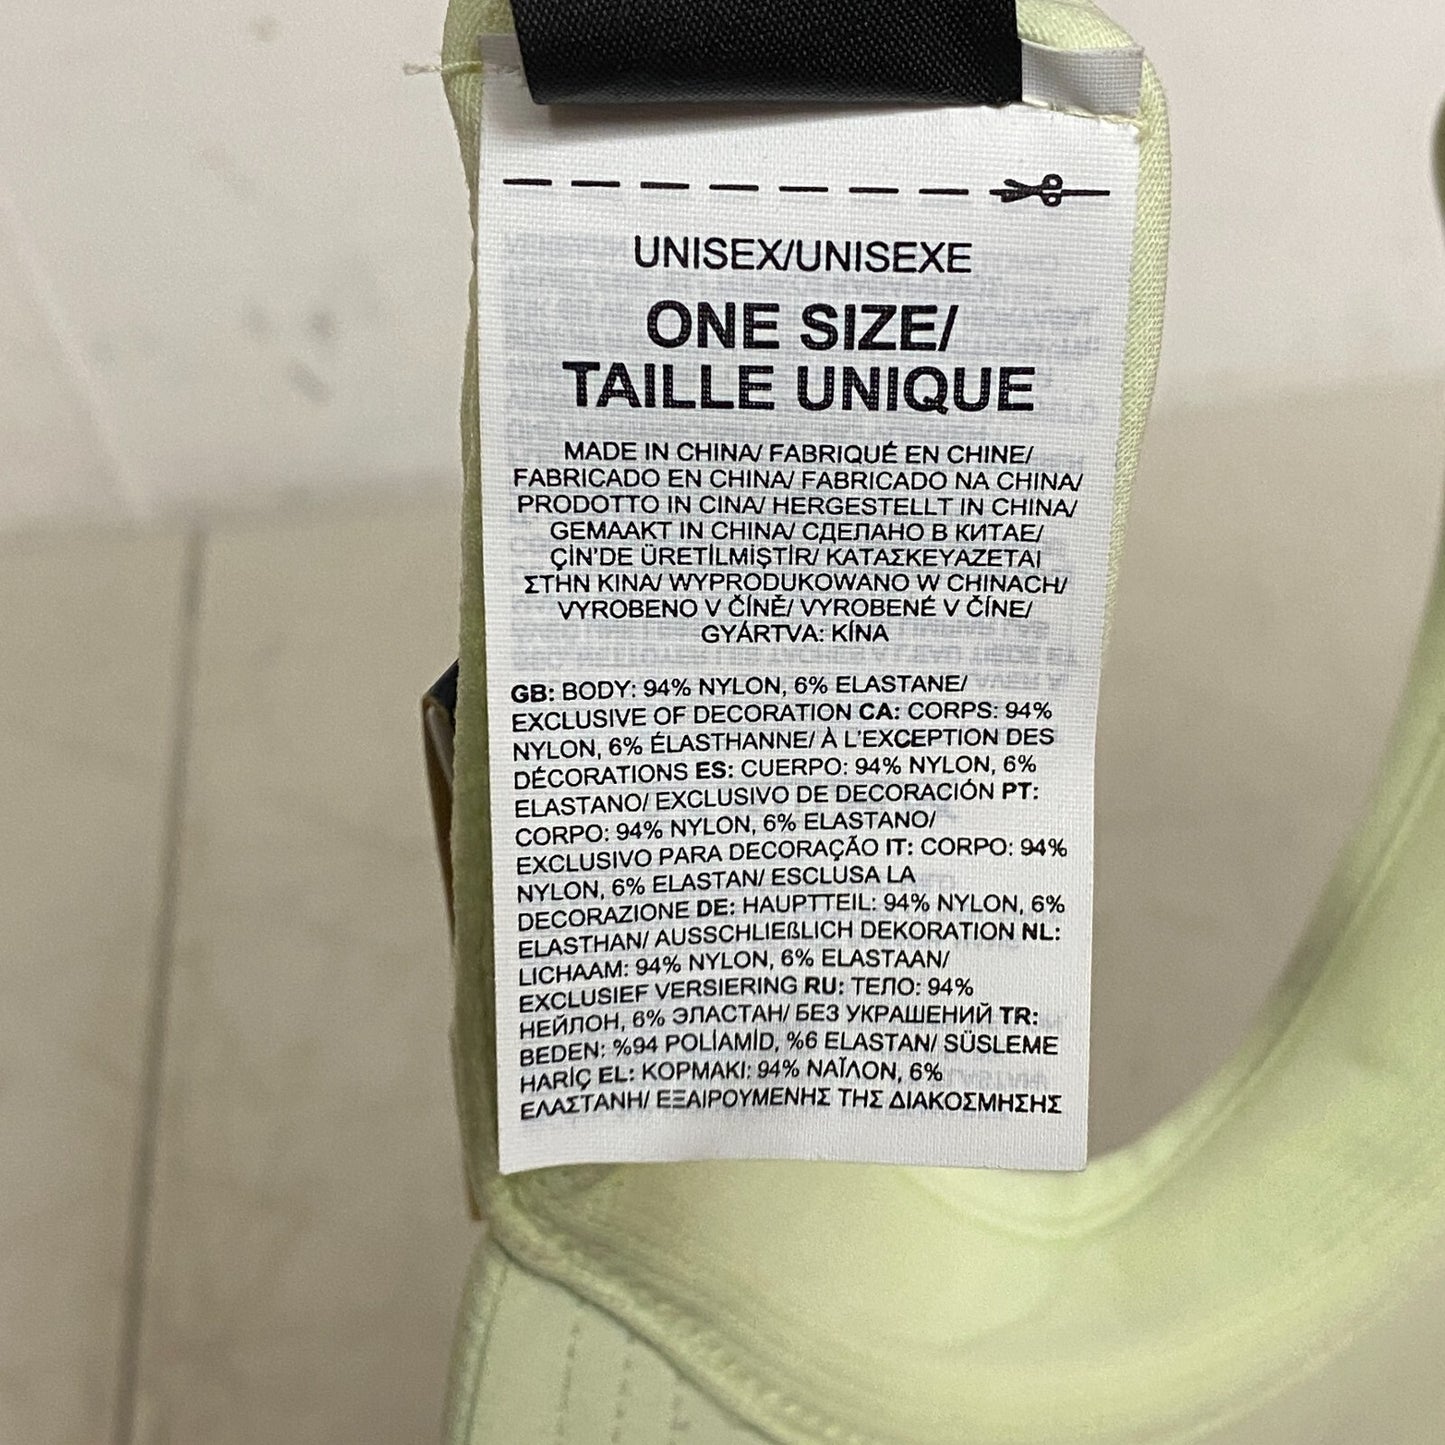 UNISEX/UNISEXE
ONE SIZE/
TAILLE UNIQUE
MADE IN CHINA/ FABRIQUÉ EN CHINE/
FABRICADO EN CHINA/ FABRICADO NA CHINA/
PRODOTTO IN CINA/ HERGESTELLT IN CHINA/
GEMAAKT IN CHINA/ СДЕЛАНО В КИТАЕ/
ÇİN'DE ÜRETİLMİŞTİR/ ΚΑΤΑΣΚΕΥΑΖΕΤΑΙ
ΣΤΗΝ ΚΙΝΑ/ WYPRODUKOWANO W CHINACH/
VYROBENO V ČÍNĚ/ VYROBENÉ V ČÍNE/
GYÁRTVA: KÍNA
GB: BODY: 94% NYLON, 6% ELASTANE/
EXCLUSIVE OF DECORATION CA: CORPS: 94%
NYLON, 6% ÉLASTHANNE/ À L'EXCEPTION DES
DÉCORATIONS ES: CUERPO: 94% NYLON, 6%
ELASTANO/ EXCLUSIVO DE DECORACIÓN PT:
CORPO: 94% NYLON, 6% ELASTANO/
EXCLUSIVO PARA DECORAÇÃO IT: CORPO: 94%
NYLON, 6% ELASTAN/ ESCLUSA LA
DECORAZIONE DE: HAUPTTEIL: 94% NYLON, 6%
ELASTHAN/ AUSSCHLIEßLICH DEKORATION NL:
LICHAAM: 94% NYLON, 6% ELASTAAN/
EXCLUSIEF VERSIERING RU: ТЕЛО: 94%
НЕЙЛОН, 6% ЭЛАСТАН/ БЕЗ УКРАШЕНИЙ TR:
BEDEN: %94 POLİAMİD, %6 ELASTAN/ SÜSLEME
HARİÇ EL: ΚΟΡΜΑΚΙ: 94% ΝΑΪΛΟΝ, 6%
ΕΛΑΣΤΑΝΗ/ ΕΞΑΙΡΟΥΜΕΝΗΣ ΤΗΣ ΔΙΑΚΟΣΜΗΣΗΣ